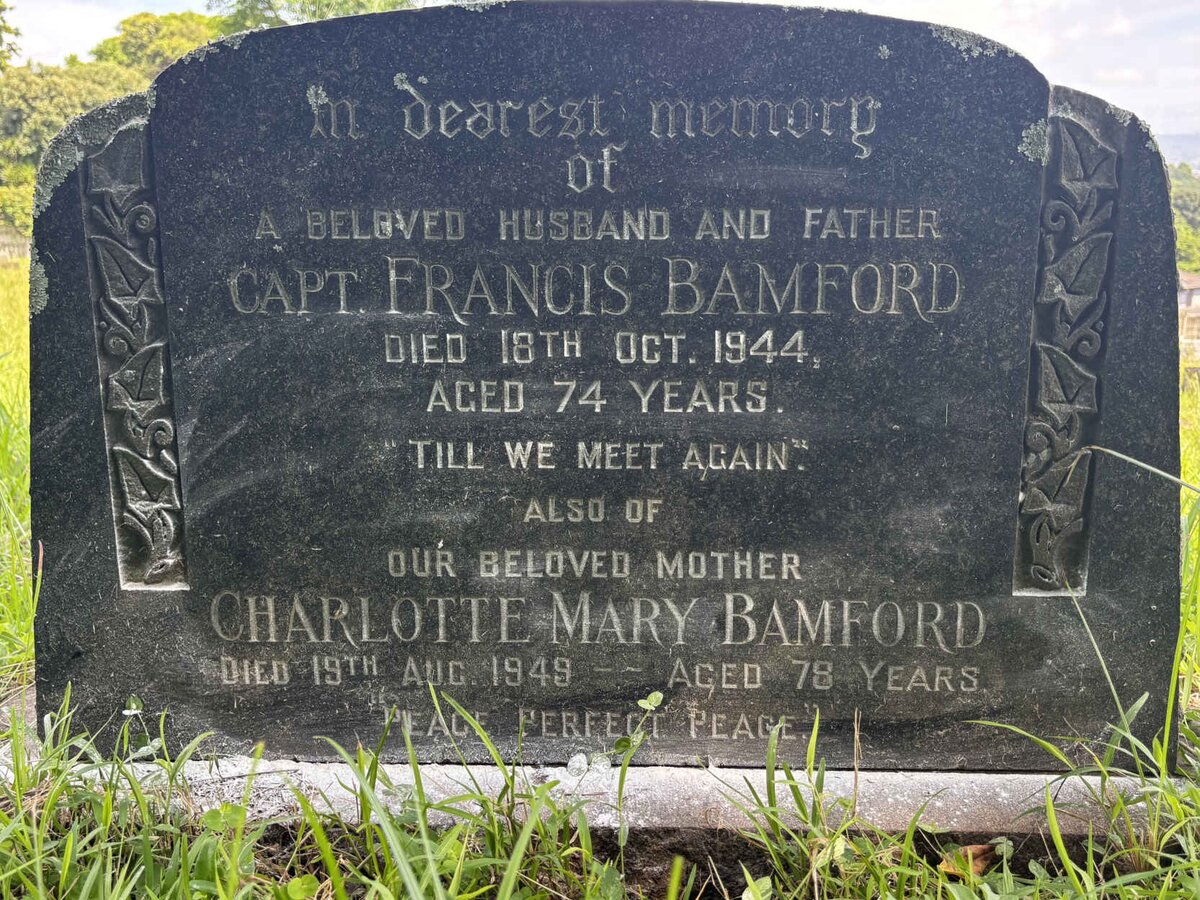 In dearest memory
of
A BELOVED HUSBAND AND FATHER
CAPT. FRANCIS BAMFORD
DIED 18TH OCT. 1944,
AGED 74 YEARS.
"TILL WE MEET AGAIN".
ALSO OF
OUR BELOVED MOTHER
CHARLOTTE MARY BAMFORD
DIED 19TH AUG. 1949 -- AGED 78 YEARS.
"PEACE PERFECT PEACE"